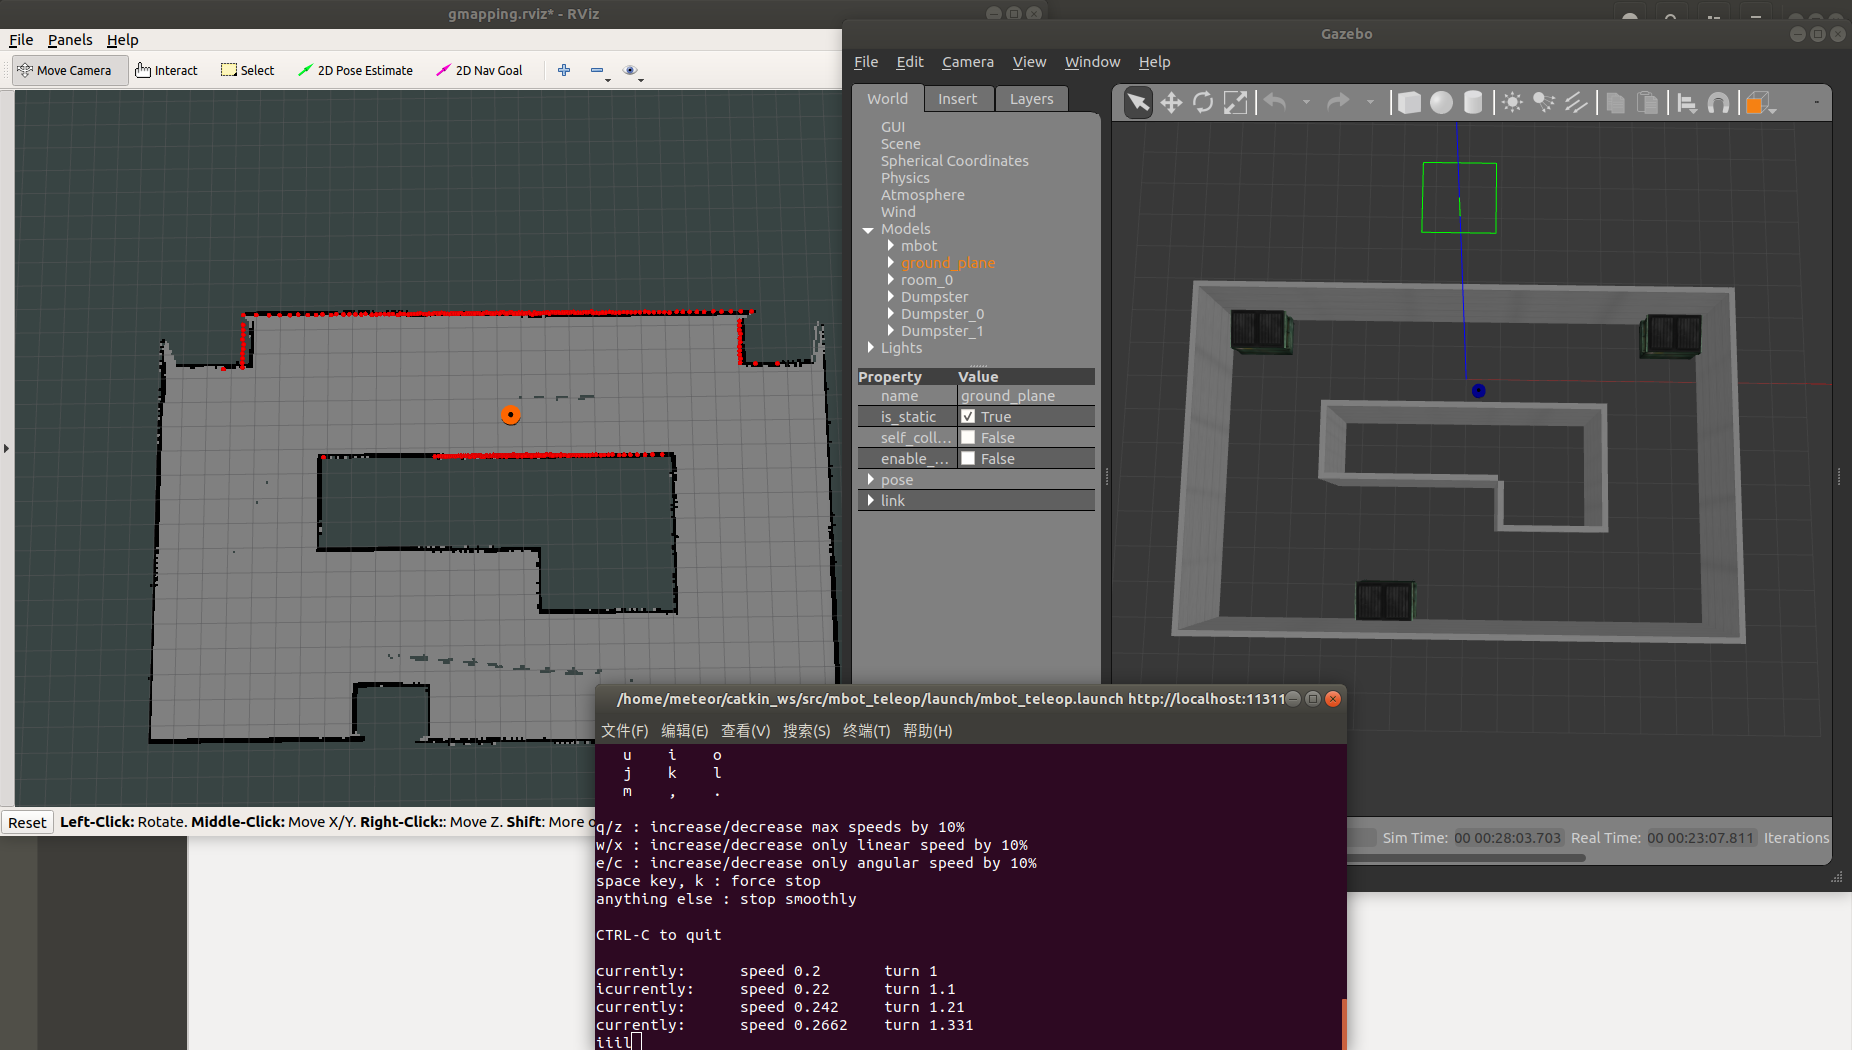 gmapping.rviz* - RViz
File Panels Help
Move Camera Interact Select 2D Pose Estimate 2D Nav Goal
Reset Left-Click: Rotate. Middle-Click: Move X/Y. Right-Click:: Move Z. Shift: More o
Gazebo
File Edit Camera View Window Help
World Insert Layers
GUI
Scene
Spherical Coordinates
Physics
Atmosphere
Wind
Models
mbot
ground_plane
room_0
Dumpster
Dumpster_0
Dumpster_1
Lights
Property Value
name ground_plane
is_static True
self_coll... False
enable_... False
pose
link
Sim Time: 00 00:28:03.703 Real Time: 00 00:23:07.811 Iterations
/home/meteor/catkin_ws/src/mbot_teleop/launch/mbot_teleop.launch http://localhost:11311
文件(F) 编辑(E) 查看(V) 搜索(S) 终端(T) 帮助(H)
u i o
j k l
m , .
q/z : increase/decrease max speeds by 10%
w/x : increase/decrease only linear speed by 10%
e/c : increase/decrease only angular speed by 10%
space key, k : force stop
anything else : stop smoothly
CTRL-C to quit
currently: speed 0.2 turn 1
icurrently: speed 0.22 turn 1.1
currently: speed 0.242 turn 1.21
currently: speed 0.2662 turn 1.331
iiil